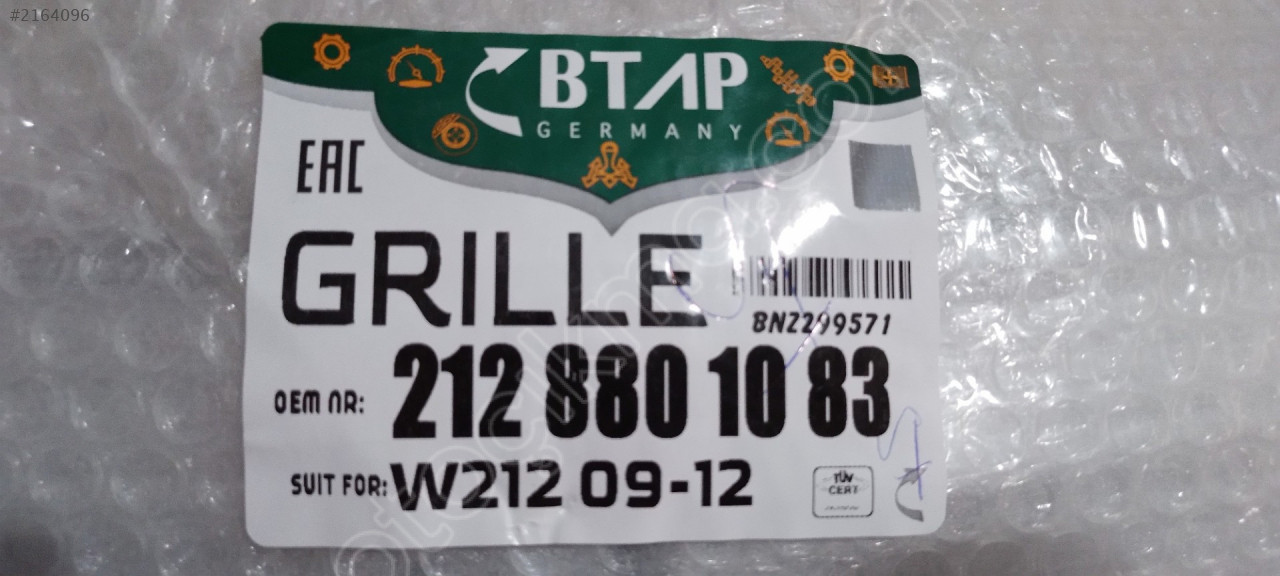 #2164096
BTAP
GERMANY
EAC
GRILLE
BNZ299571
OEM NR: 212 880 10 83
SUIT FOR: W212 09-12
TÜV
CERT